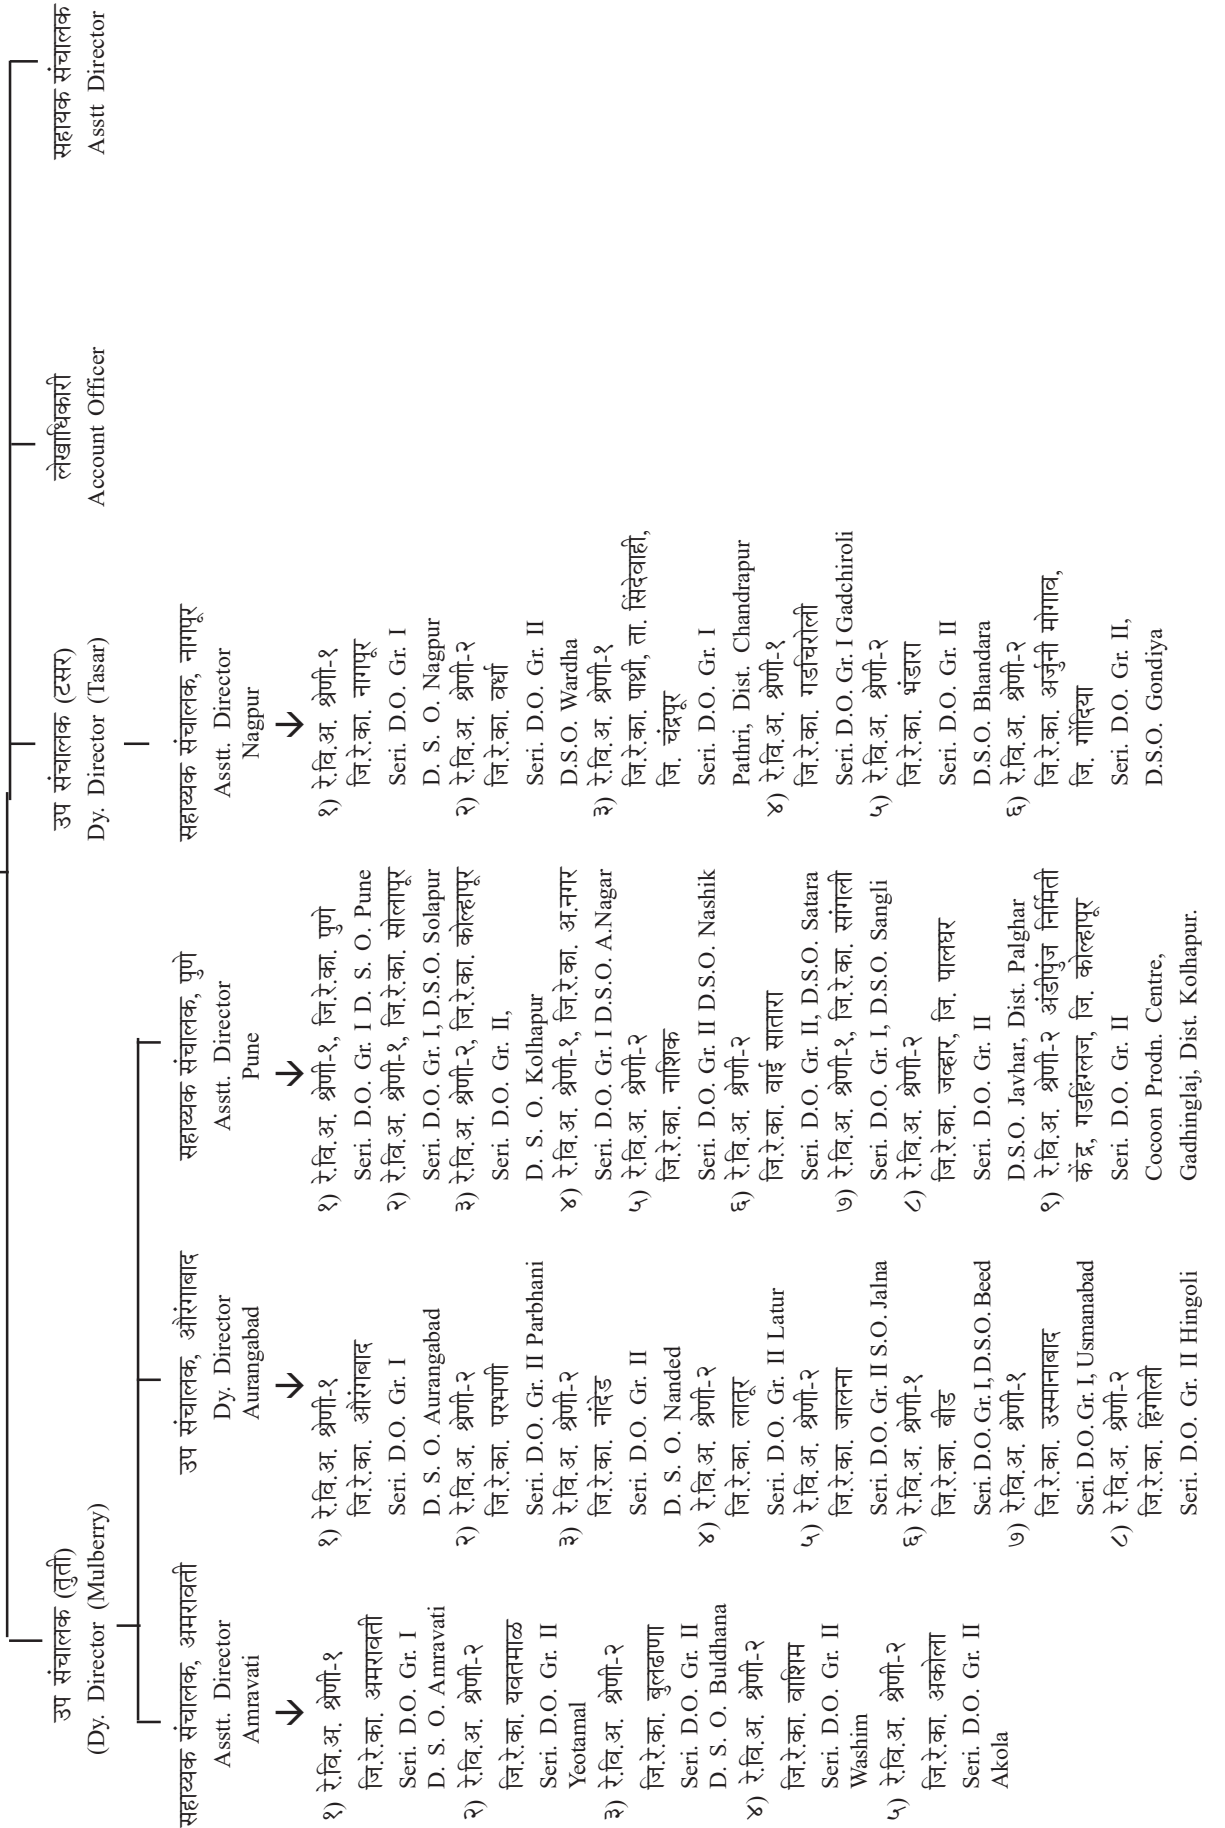 उप संचालक (तुती)
(Dy. Director (Mulberry)
उप संचालक (टसर)
Dy. Director (Tasar)
लेखाधिकारी
Account Officer
सहायक संचालक
Asstt Director
सहाय्यक संचालक, अमरावती
Asstt. Director
Amravati
१) रे.वि.अ. श्रेणी-१
जि.रे.का. अमरावती
Seri. D.O. Gr. I
D. S. O. Amravati
२) रे.वि.अ. श्रेणी-२
जि.रे.का. यवतमाळ
Seri. D.O. Gr. II
Yeotamal
३) रे.वि.अ. श्रेणी-२
जि.रे.का. बुलढाणा
Seri. D.O. Gr. II
D. S. O. Buldhana
४) रे.वि.अ. श्रेणी-२
जि.रे.का. वाशिम
Seri. D.O. Gr. II
Washim
५) रे.वि.अ. श्रेणी-२
जि.रे.का. अकोला
Seri. D.O. Gr. II
Akola
उप संचालक, औरंगाबाद
Dy. Director
Aurangabad
१) रे.वि.अ. श्रेणी-१
जि.रे.का. औरंगबाद
Seri. D.O. Gr. I
D. S. O. Aurangabad
२) रे.वि.अ. श्रेणी-२
जि.रे.का. परभणी
Seri. D.O. Gr. II Parbhani
३) रे.वि.अ. श्रेणी-२
जि.रे.का. नांदेड
Seri. D.O. Gr. II
D. S. O. Nanded
४) रे.वि.अ. श्रेणी-२
जि.रे.का. लातूर
Seri. D.O. Gr. II Latur
५) रे.वि.अ. श्रेणी-२
जि.रे.का. जालना
Seri. D.O. Gr. II S.O. Jalna
६) रे.वि.अ. श्रेणी-१
जि.रे.का. बीड
Seri. D.O. Gr. I, D.S.O. Beed
७) रे.वि.अ. श्रेणी-१
जि.रे.का. उस्मानाबाद
Seri. D.O. Gr. I, Usmanabad
८) रे.वि.अ. श्रेणी-२
जि.रे.का. हिंगोली
Seri. D.O. Gr. II Hingoli
सहाय्यक संचालक, पुणे
Asstt. Director
Pune
१) रे.वि.अ. श्रेणी-१, जि.रे.का. पुणे
Seri. D.O. Gr. I D. S. O. Pune
२) रे.वि.अ. श्रेणी-१, जि.रे.का. सोलापूर
Seri. D.O. Gr. I, D.S.O. Solapur
३) रे.वि.अ. श्रेणी-२, जि.रे.का. कोल्हापूर
Seri. D.O. Gr. II,
D. S. O. Kolhapur
४) रे.वि.अ. श्रेणी-१, जि.रे.का. अ.नगर
Seri. D.O. Gr. I D.S.O. A.Nagar
५) रे.वि.अ. श्रेणी-२
जि.रे.का. नाशिक
Seri. D.O. Gr. II D.S.O. Nashik
६) रे.वि.अ. श्रेणी-२
जि.रे.का. वाई सातारा
Seri. D.O. Gr. II, D.S.O. Satara
७) रे.वि.अ. श्रेणी-१, जि.रे.का. सांगली
Seri. D.O. Gr. I, D.S.O. Sangli
८) रे.वि.अ. श्रेणी-२
जि.रे.का. जव्हार, जि. पालघर
Seri. D.O. Gr. II
D.S.O. Javhar, Dist. Palghar
९) रे.वि.अ. श्रेणी-२ अंडीपुंज निर्मिती
केंद्र, गडहिंग्लज, जि. कोल्हापूर
Seri. D.O. Gr. II
Cocoon Prodn. Centre,
Gadhinglaj, Dist. Kolhapur.
सहाय्यक संचालक, नागपूर
Asstt. Director
Nagpur
१) रे.वि.अ. श्रेणी-१
जि.रे.का. नागपूर
Seri. D.O. Gr. I
D. S. O. Nagpur
२) रे.वि.अ. श्रेणी-२
जि.रे.का. वर्धा
Seri. D.O. Gr. II
D.S.O. Wardha
३) रे.वि.अ. श्रेणी-१
जि.रे.का. पाथ्री, ता. सिंदेवाही,
जि. चंद्रपूर
Seri. D.O. Gr. I
Pathri, Dist. Chandrapur
४) रे.वि.अ. श्रेणी-१
जि.रे.का. गडचिरोली
Seri. D.O. Gr. I Gadchiroli
५) रे.वि.अ. श्रेणी-२
जि.रे.का. भंडारा
Seri. D.O. Gr. II
D.S.O. Bhandara
६) रे.वि.अ. श्रेणी-२
जि.रे.का. अर्जुनी मोगाव,
जि. गोंदिया
Seri. D.O. Gr. II,
D.S.O. Gondiya